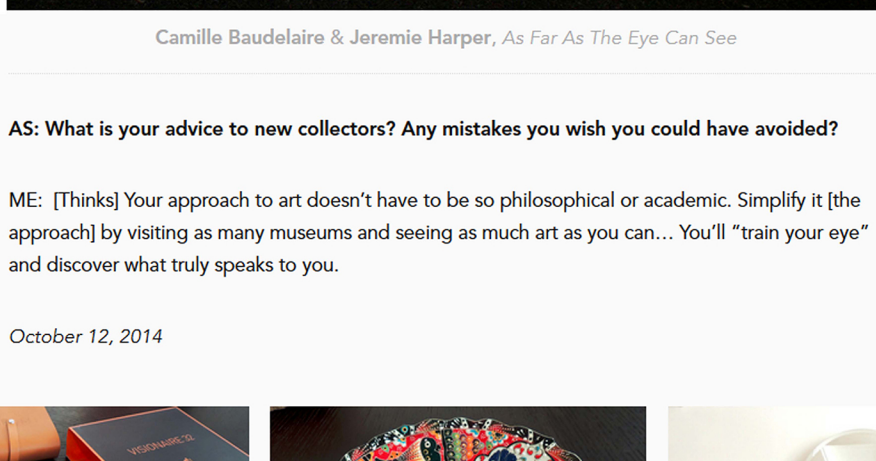 Camille Baudelaire & Jeremie Harper, As Far As The Eye Can See
AS: What is your advice to new collectors? Any mistakes you wish you could have avoided?
ME:  [Thinks] Your approach to art doesn’t have to be so philosophical or academic. Simplify it [the
approach] by visiting as many museums and seeing as much art as you can… You’ll “train your eye”
and discover what truly speaks to you.
October 12, 2014
VISIONAIRE 32